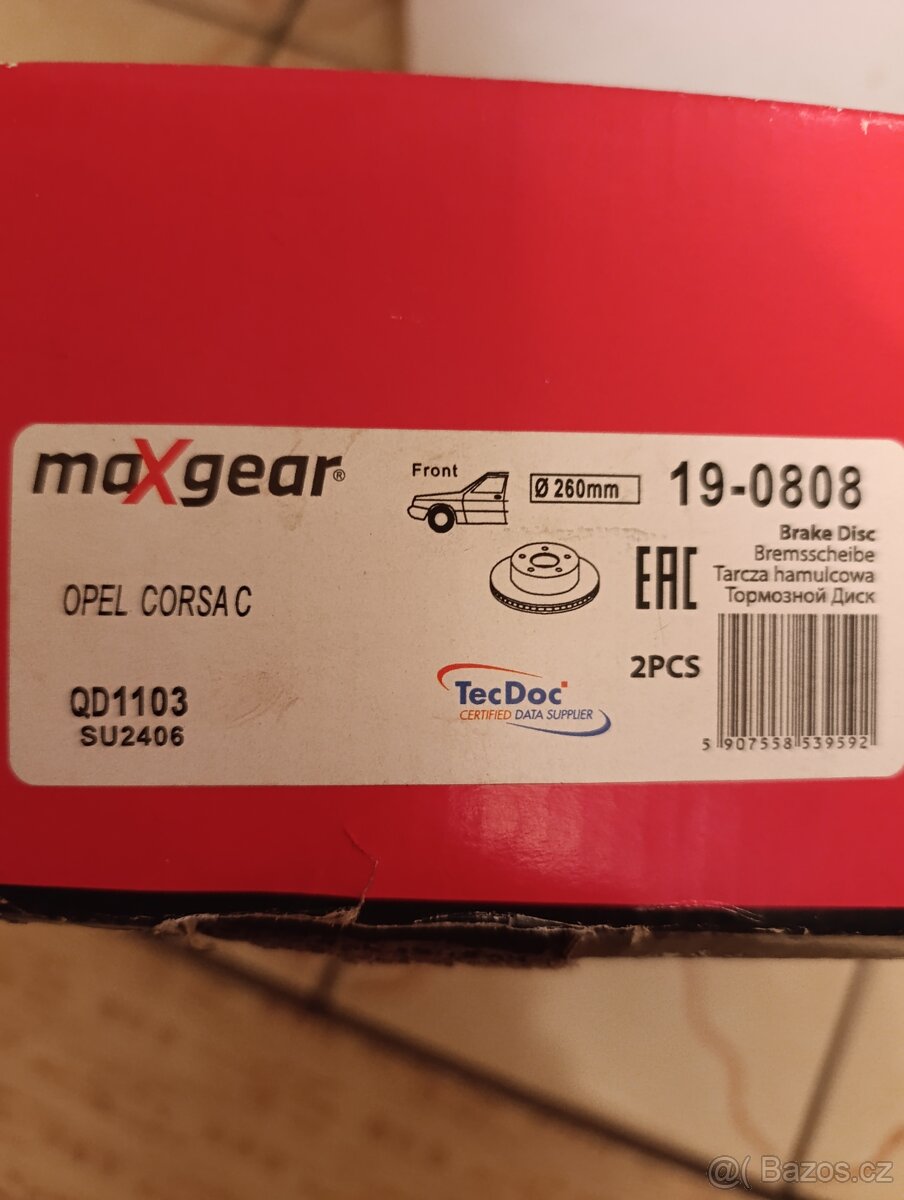 maXgear®
Front
Ø 260mm
19-0808
Brake Disc
Bremsscheibe
Tarcza hamulcowa
Тормозной Диск
EAC
OPEL CORSA C
2PCS
QD1103
SU2406
TecDoc
CERTIFIED DATA SUPPLIER
5 907558 539592
@( Bazos.cz